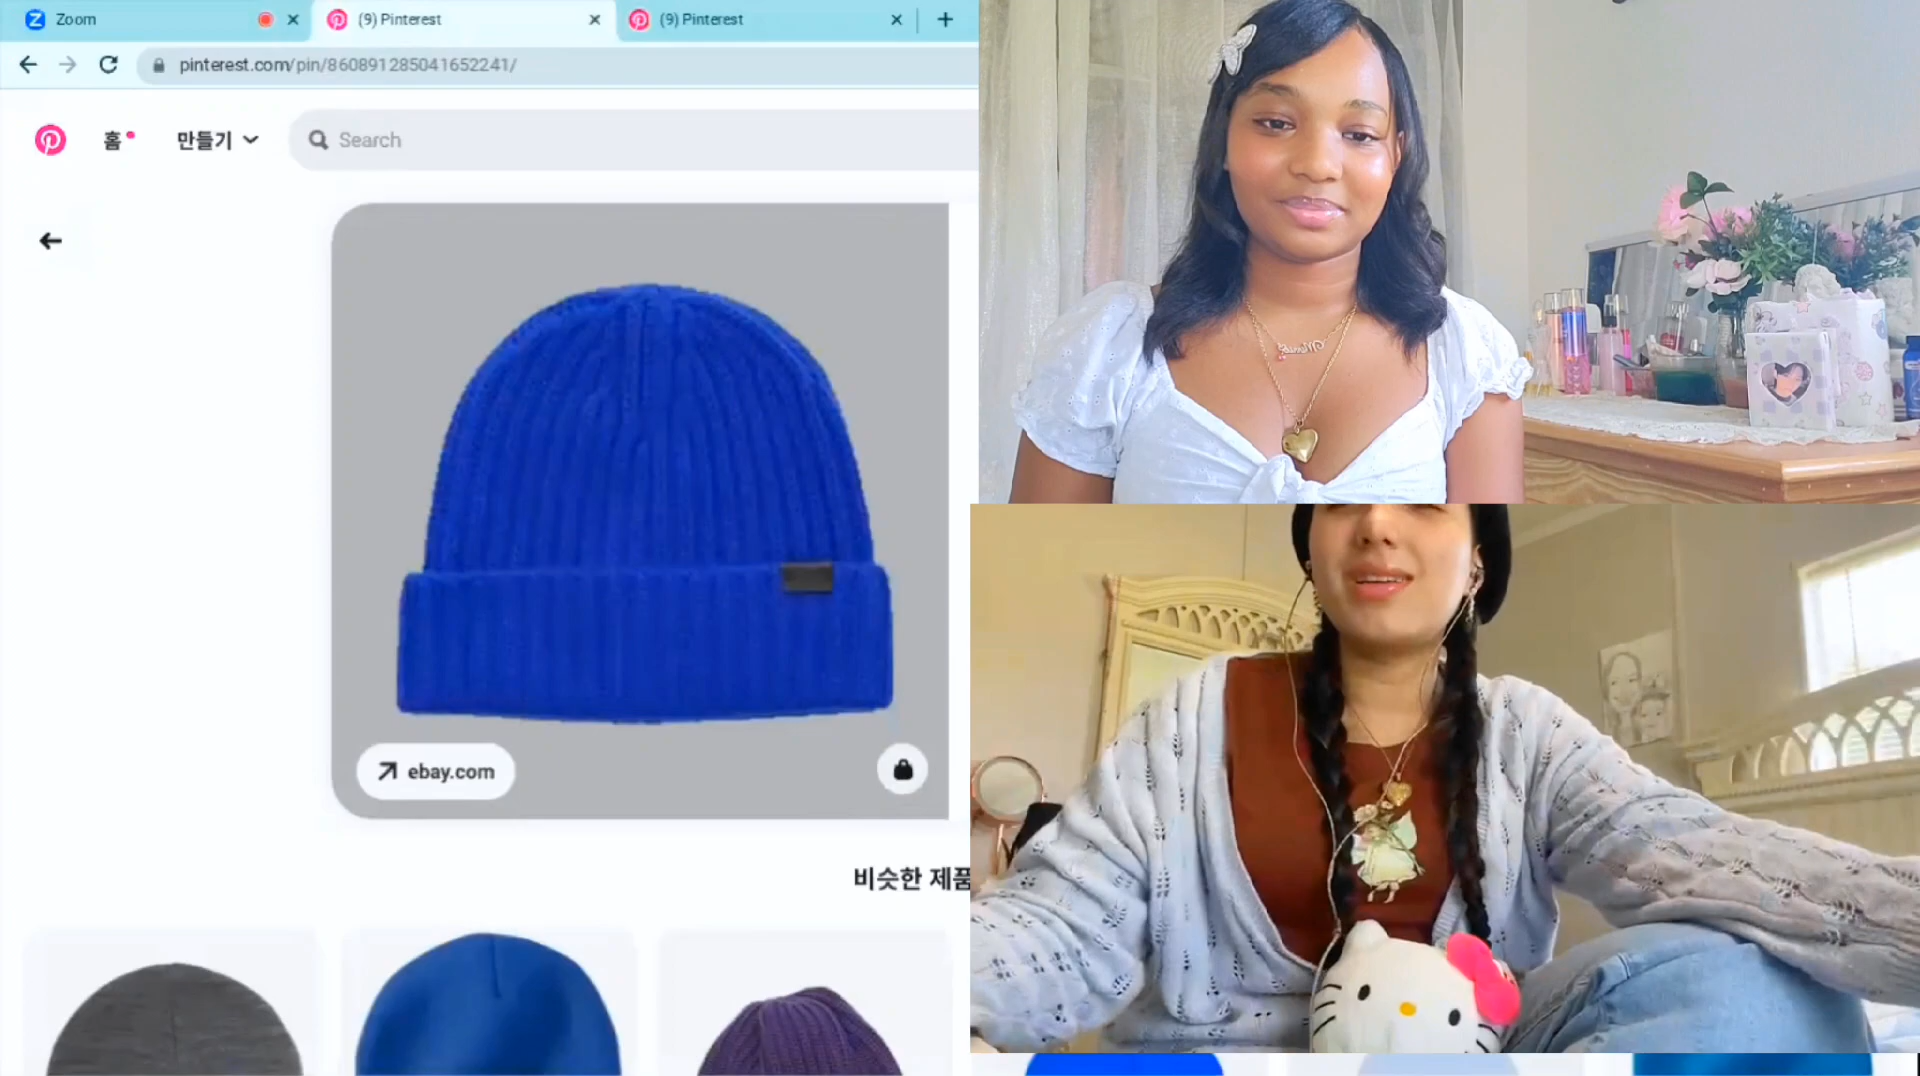 Zoom
(9) Pinterest
(9) Pinterest
pinterest.com/pin/860891285041652241/
홈
만들기
Search
ebay.com
비슷한 제품